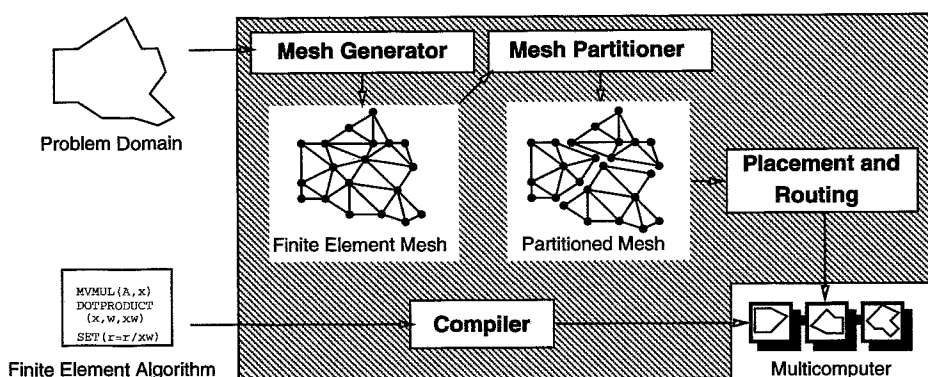 Mesh Generator
Mesh Partitioner
Problem Domain
Placement and
Routing
Finite Element Mesh
Partitioned Mesh
MVMUL(A,x)
DOTPRODUCT
(x,w,xw)
SET(r=r/xw)
Compiler
Finite Element Algorithm
Multicomputer